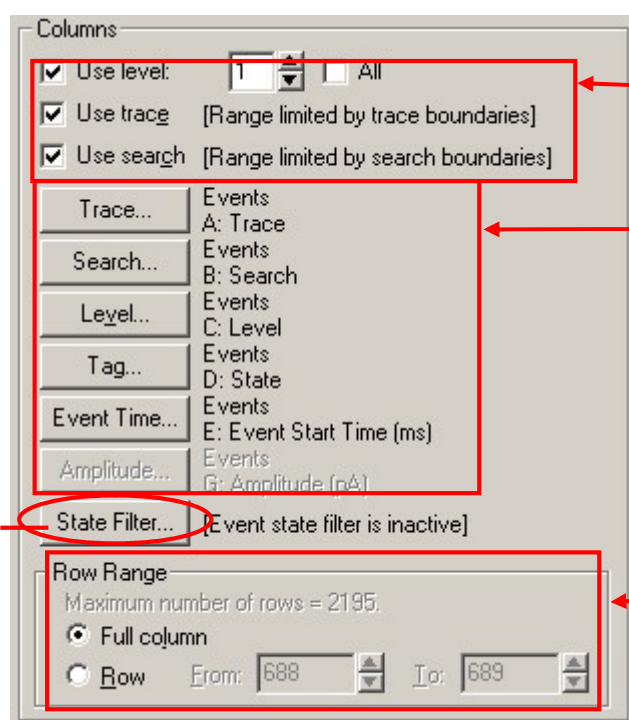 Columns
Use level: 1 All
Use trace [Range limited by trace boundaries]
Use search [Range limited by search boundaries]
Trace... Events
A: Trace
Search... Events
B: Search
Level... Events
C: Level
Tag... Events
D: State
Event Time... Events
E: Event Start Time (ms)
Amplitude... Events
G: Amplitude (pA)
State Filter... [Event state filter is inactive]
Row Range
Maximum number of rows = 2195.
Full column
Row From: 688 To: 689